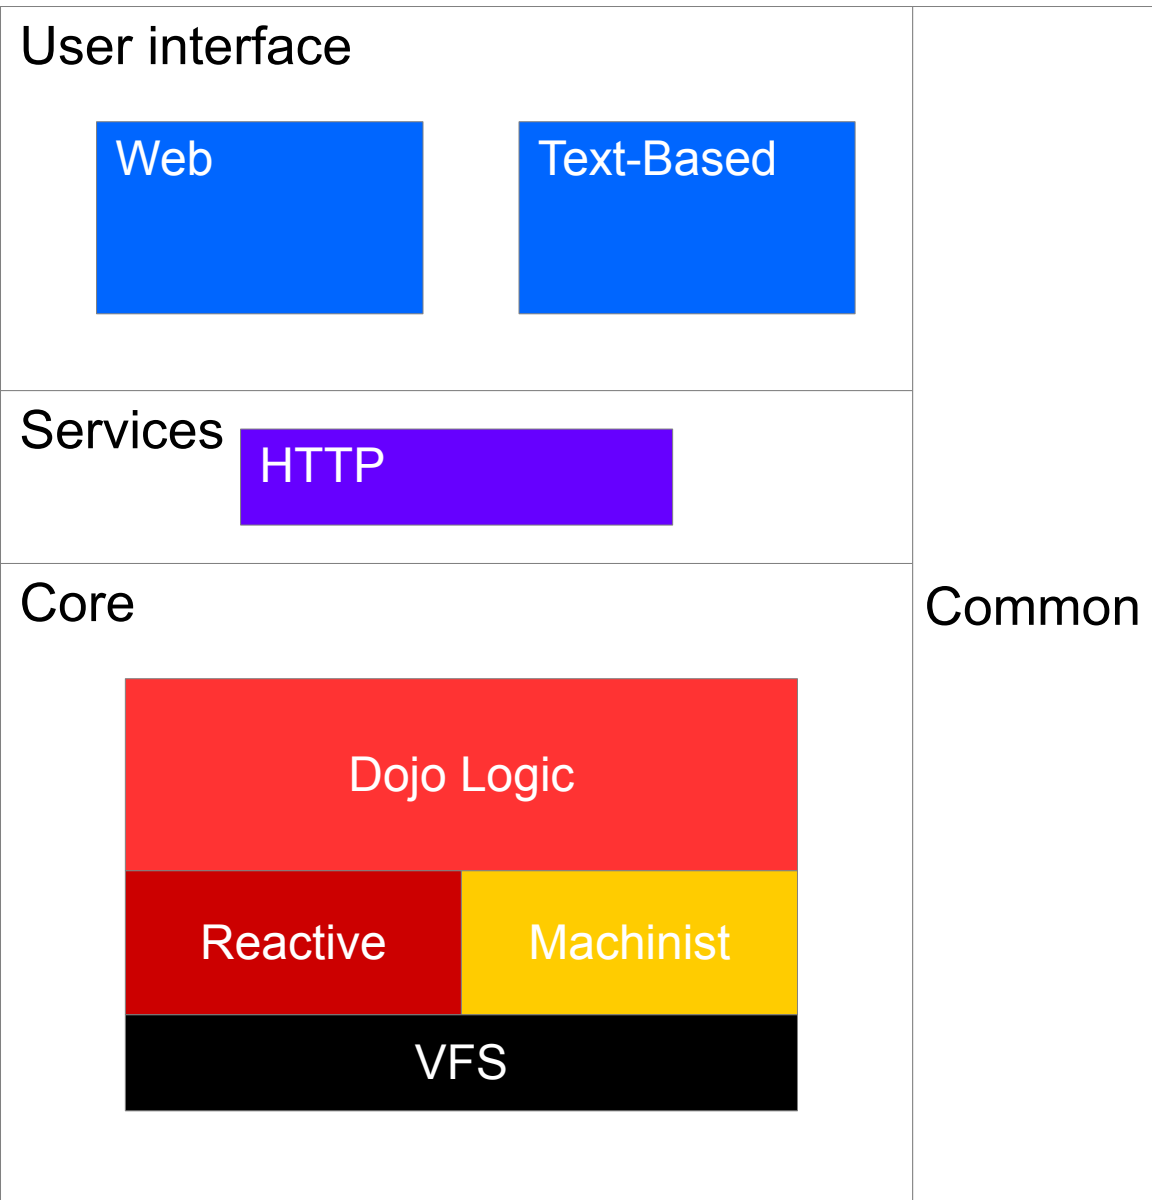 User interface
Web
Text-Based
Services
HTTP
Core
Common
Dojo Logic
Reactive
Machinist
VFS